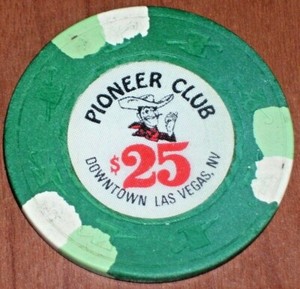 PIONEER CLUB
$25
DOWNTOWN LAS VEGAS, NV